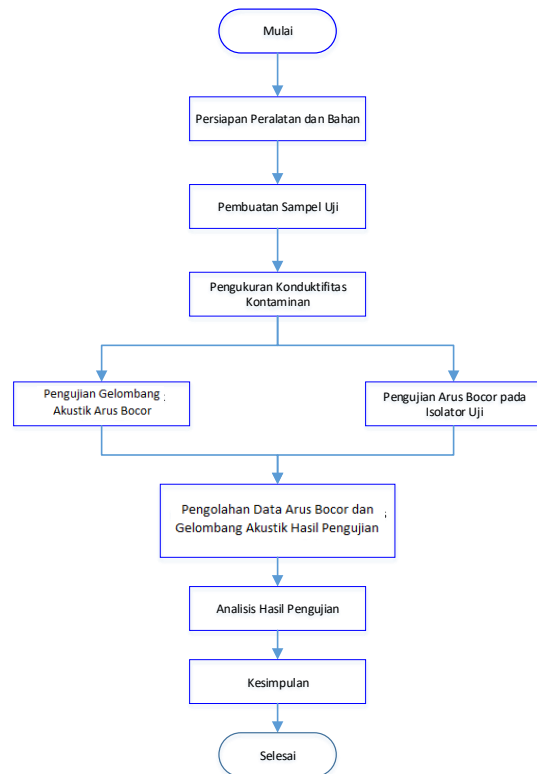 Mulai
Persiapan Peralatan dan Bahan
Pembuatan Sampel Uji
Pengukuran Konduktifitas
Kontaminan
Pengujian Gelombang ;
Akustik Arus Bocor
Pengujian Arus Bocor pada
Isolator Uji
Pengolahan Data Arus Bocor dan ;
Gelombang Akustik Hasil Pengujian
Analisis Hasil Pengujian
Kesimpulan
Selesai